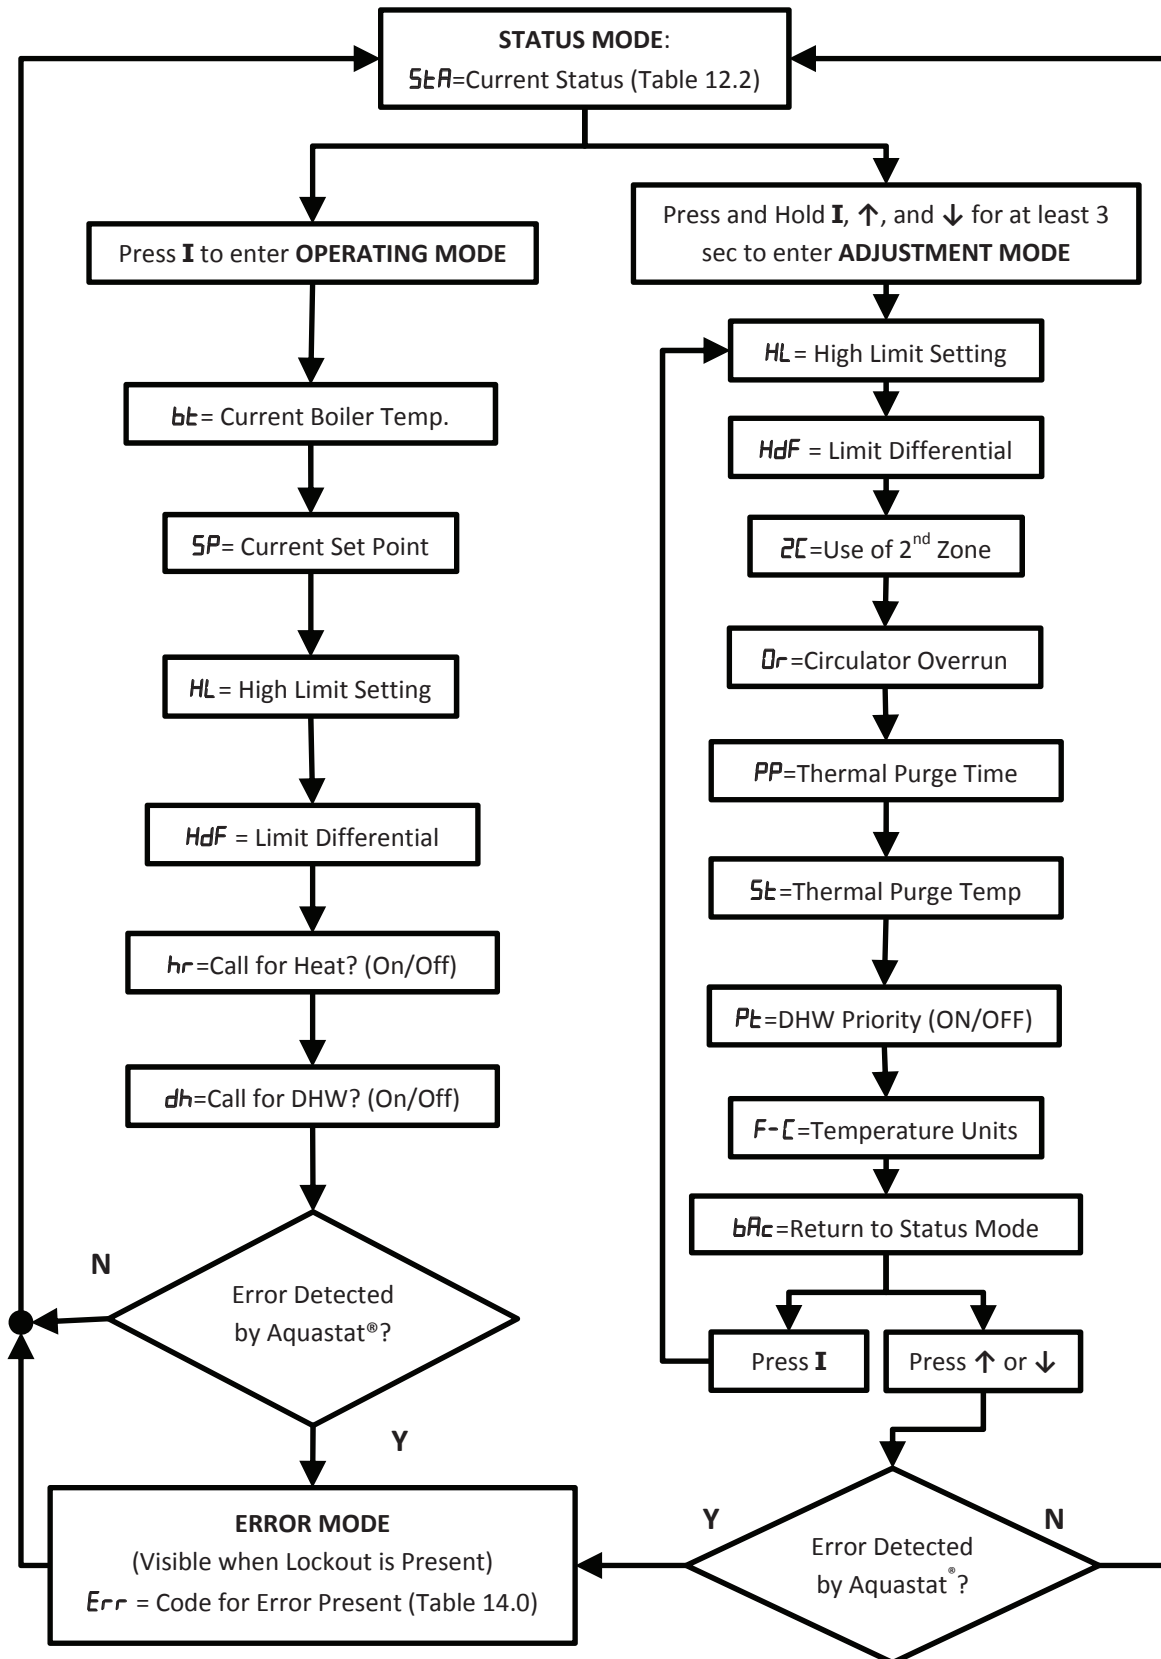 STATUS MODE:
StA=Current Status (Table 12.2)
Press I to enter OPERATING MODE
bt= Current Boiler Temp.
SP= Current Set Point
HL= High Limit Setting
HdF = Limit Differential
hr=Call for Heat? (On/Off)
dh=Call for DHW? (On/Off)
N
Error Detected
by Aquastat®?
Y
ERROR MODE
(Visible when Lockout is Present)
Err = Code for Error Present (Table 14.0)
Press and Hold I, ↑, and ↓ for at least 3
sec to enter ADJUSTMENT MODE
HL= High Limit Setting
HdF = Limit Differential
2C=Use of 2nd Zone
Or=Circulator Overrun
PP=Thermal Purge Time
St=Thermal Purge Temp
Pt=DHW Priority (ON/OFF)
F-C=Temperature Units
bAc=Return to Status Mode
Press I
Press ↑ or ↓
Y
N
Error Detected
by Aquastat®?